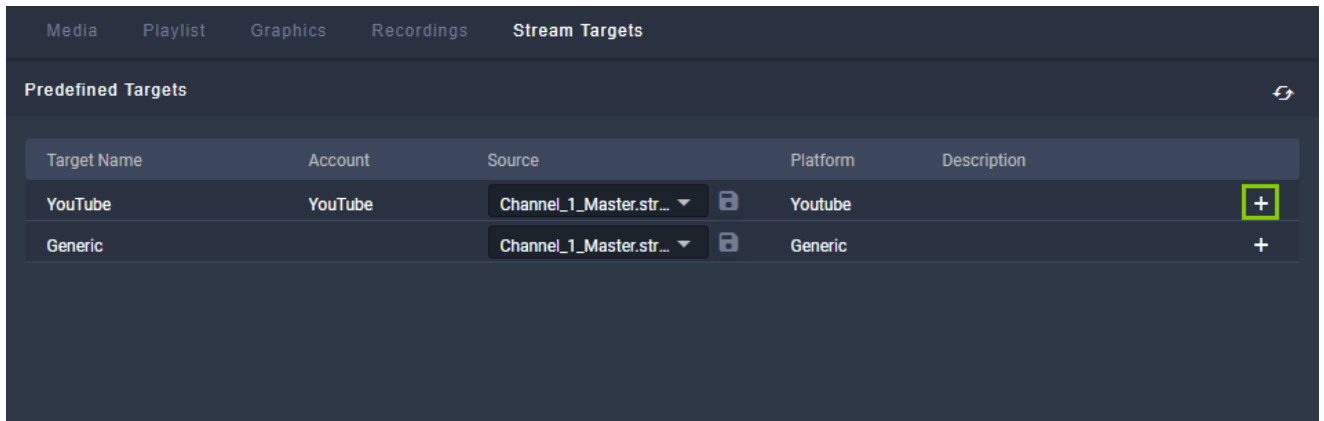 Media Playlist Graphics Recordings Stream Targets
Predefined Targets
Target Name Account Source Platform Description
YouTube YouTube Channel_1_Master.str... Youtube +
Generic Channel_1_Master.str... Generic +